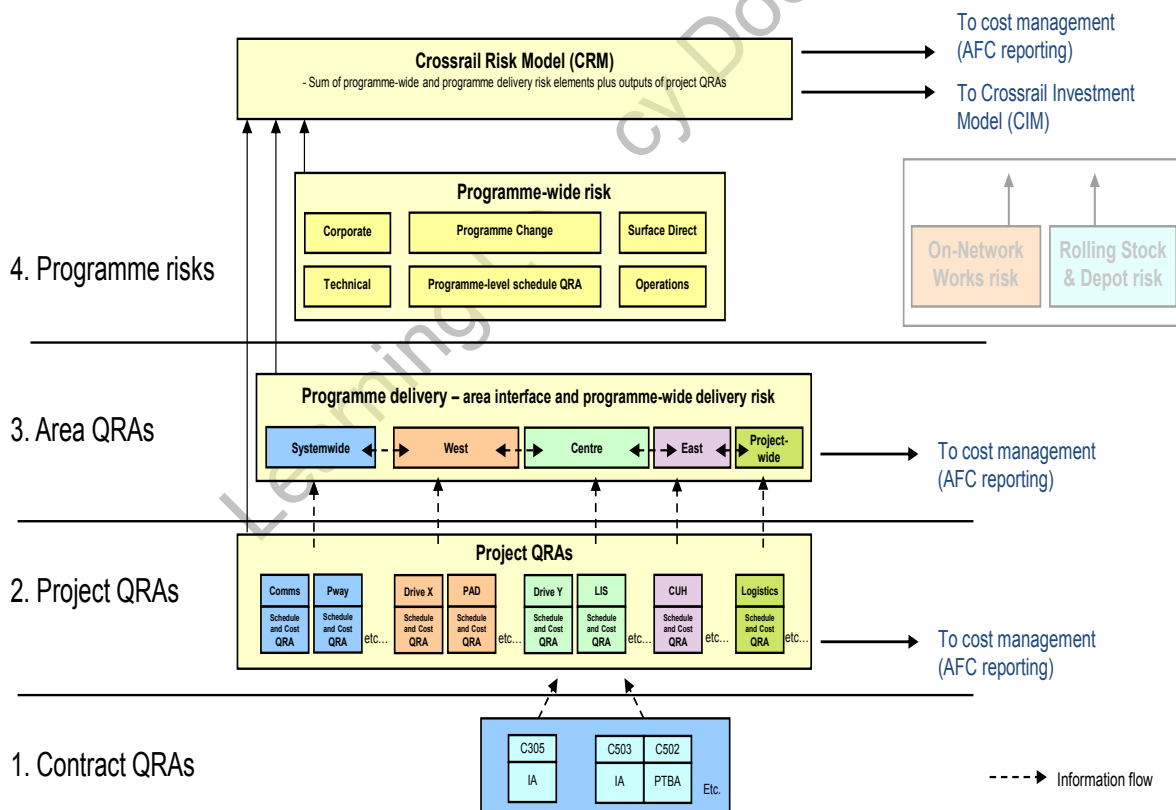 Learning
cy Doc
Crossrail Risk Model (CRM)
- Sum of programme-wide and programme delivery risk elements plus outputs of project QRAs
To cost management
(AFC reporting)
To Crossrail Investment
Model (CIM)
Programme-wide risk
Corporate
Programme Change
Surface Direct
Technical
Programme-level schedule QRA
Operations
On-Network
Works risk
Rolling Stock
& Depot risk
4. Programme risks
Programme delivery – area interface and programme-wide delivery risk
Systemwide
West
Centre
East
Project-
wide
3. Area QRAs
To cost management
(AFC reporting)
Project QRAs
Comms
Schedule
and Cost
QRA
Pway
Schedule
and Cost
QRA
etc...
Drive X
Schedule
and Cost
QRA
PAD
Schedule
and Cost
QRA
etc...
Drive Y
Schedule
and Cost
QRA
LIS
Schedule
and Cost
QRA
etc...
CUH
Schedule
and Cost
QRA
etc...
Logistics
Schedule
and Cost
QRA
etc...
2. Project QRAs
To cost management
(AFC reporting)
C305
IA
C503
IA
C502
PTBA
Etc.
1. Contract QRAs
Information flow